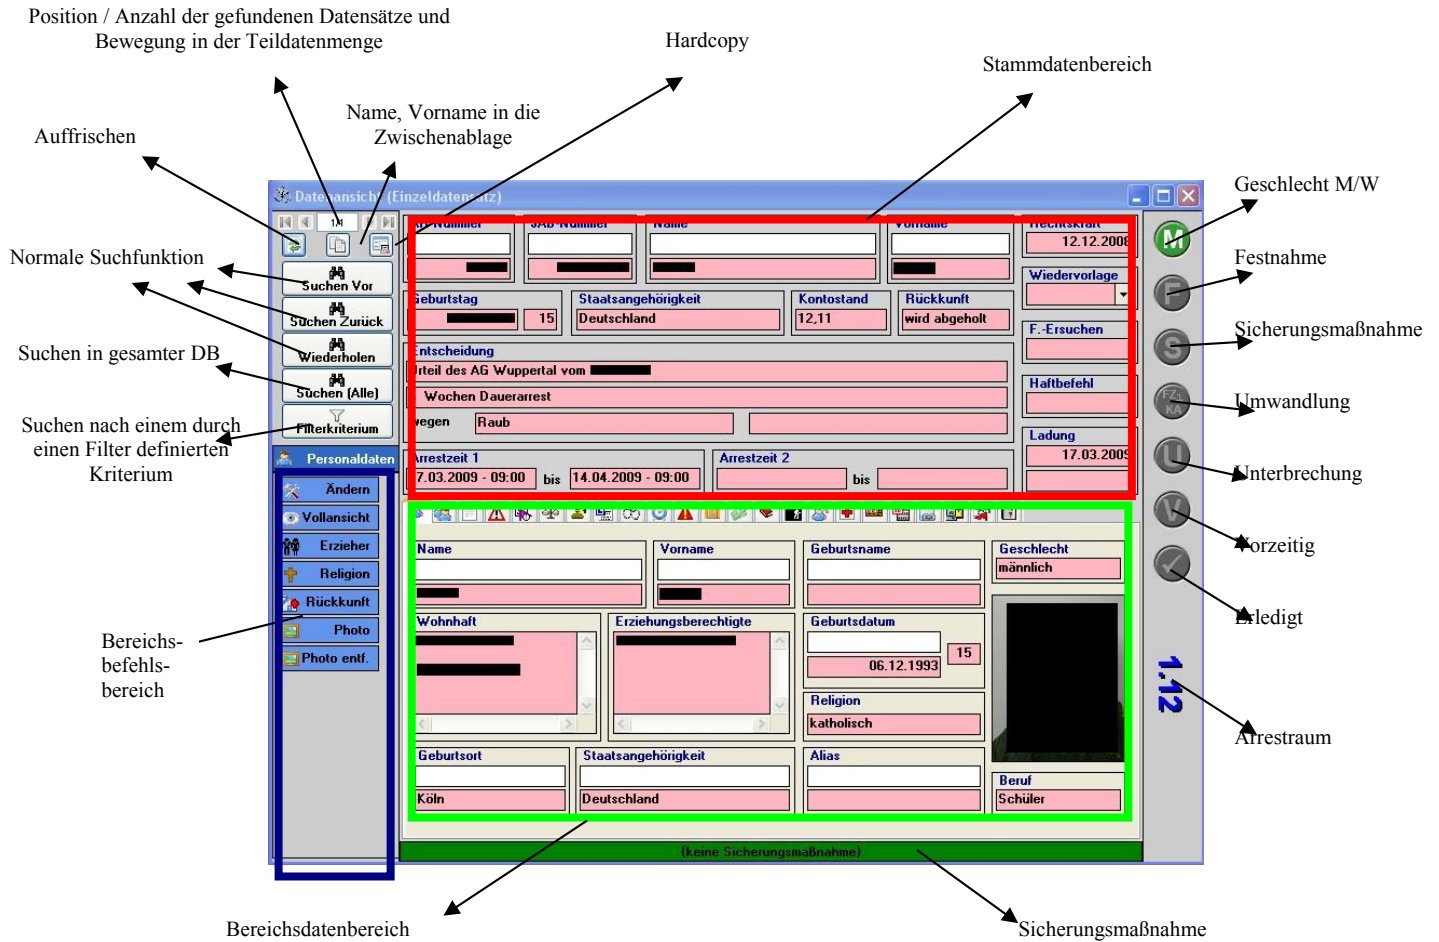 Position / Anzahl der gefundenen Datensätze und
Bewegung in der Teildatenmenge
Hardcopy
Stammdatenbereich
Name, Vorname in die
Zwischenablage
Auffrischen
Geschlecht M/W
Normale Suchfunktion
Festnahme
Sicherungsmaßnahme
Suchen in gesamter DB
Umwandlung
Suchen nach einem durch
einen Filter definierten
Kriterium
Unterbrechung
Vorzeitig
Erledigt
Bereichs-
befehls-
bereich
Arrestraum
Bereichsdatenbereich
Sicherungsmaßnahme
Datenansicht (Einzeldatensatz)
1/1
Suchen Vor
Suchen Zurück
Wiederholen
Suchen (Alle)
Filterkriterium
Personaldaten
Ändern
Vollansicht
Erzieher
Religion
Rückkunft
Photo
Photo entf.
Name
Vorname
Rechtskraft
12.12.2008
Wiedervorlage
Geburtstag
15
Staatsangehörigkeit
Deutschland
Kontostand
12,11
Rückkunft
wird abgeholt
F.-Ersuchen
Entscheidung
Urteil des AG Wuppertal vom
Wochen Dauerarrest
wegen
Raub
Haftbefehl
Ladung
17.03.2009
Arrestzeit 1
17.03.2009 - 09:00
bis
14.04.2009 - 09:00
Arrestzeit 2
bis
Name
Vorname
Geburtsname
Geschlecht
männlich
Wohnhaft
Erziehungsberechtigte
Geburtsdatum
06.12.1993
15
Religion
katholisch
Geburtsort
Köln
Staatsangehörigkeit
Deutschland
Alias
Beruf
Schüler
(keine Sicherungsmaßnahme)
M
F
S
FZ
KA
U
V
1.12